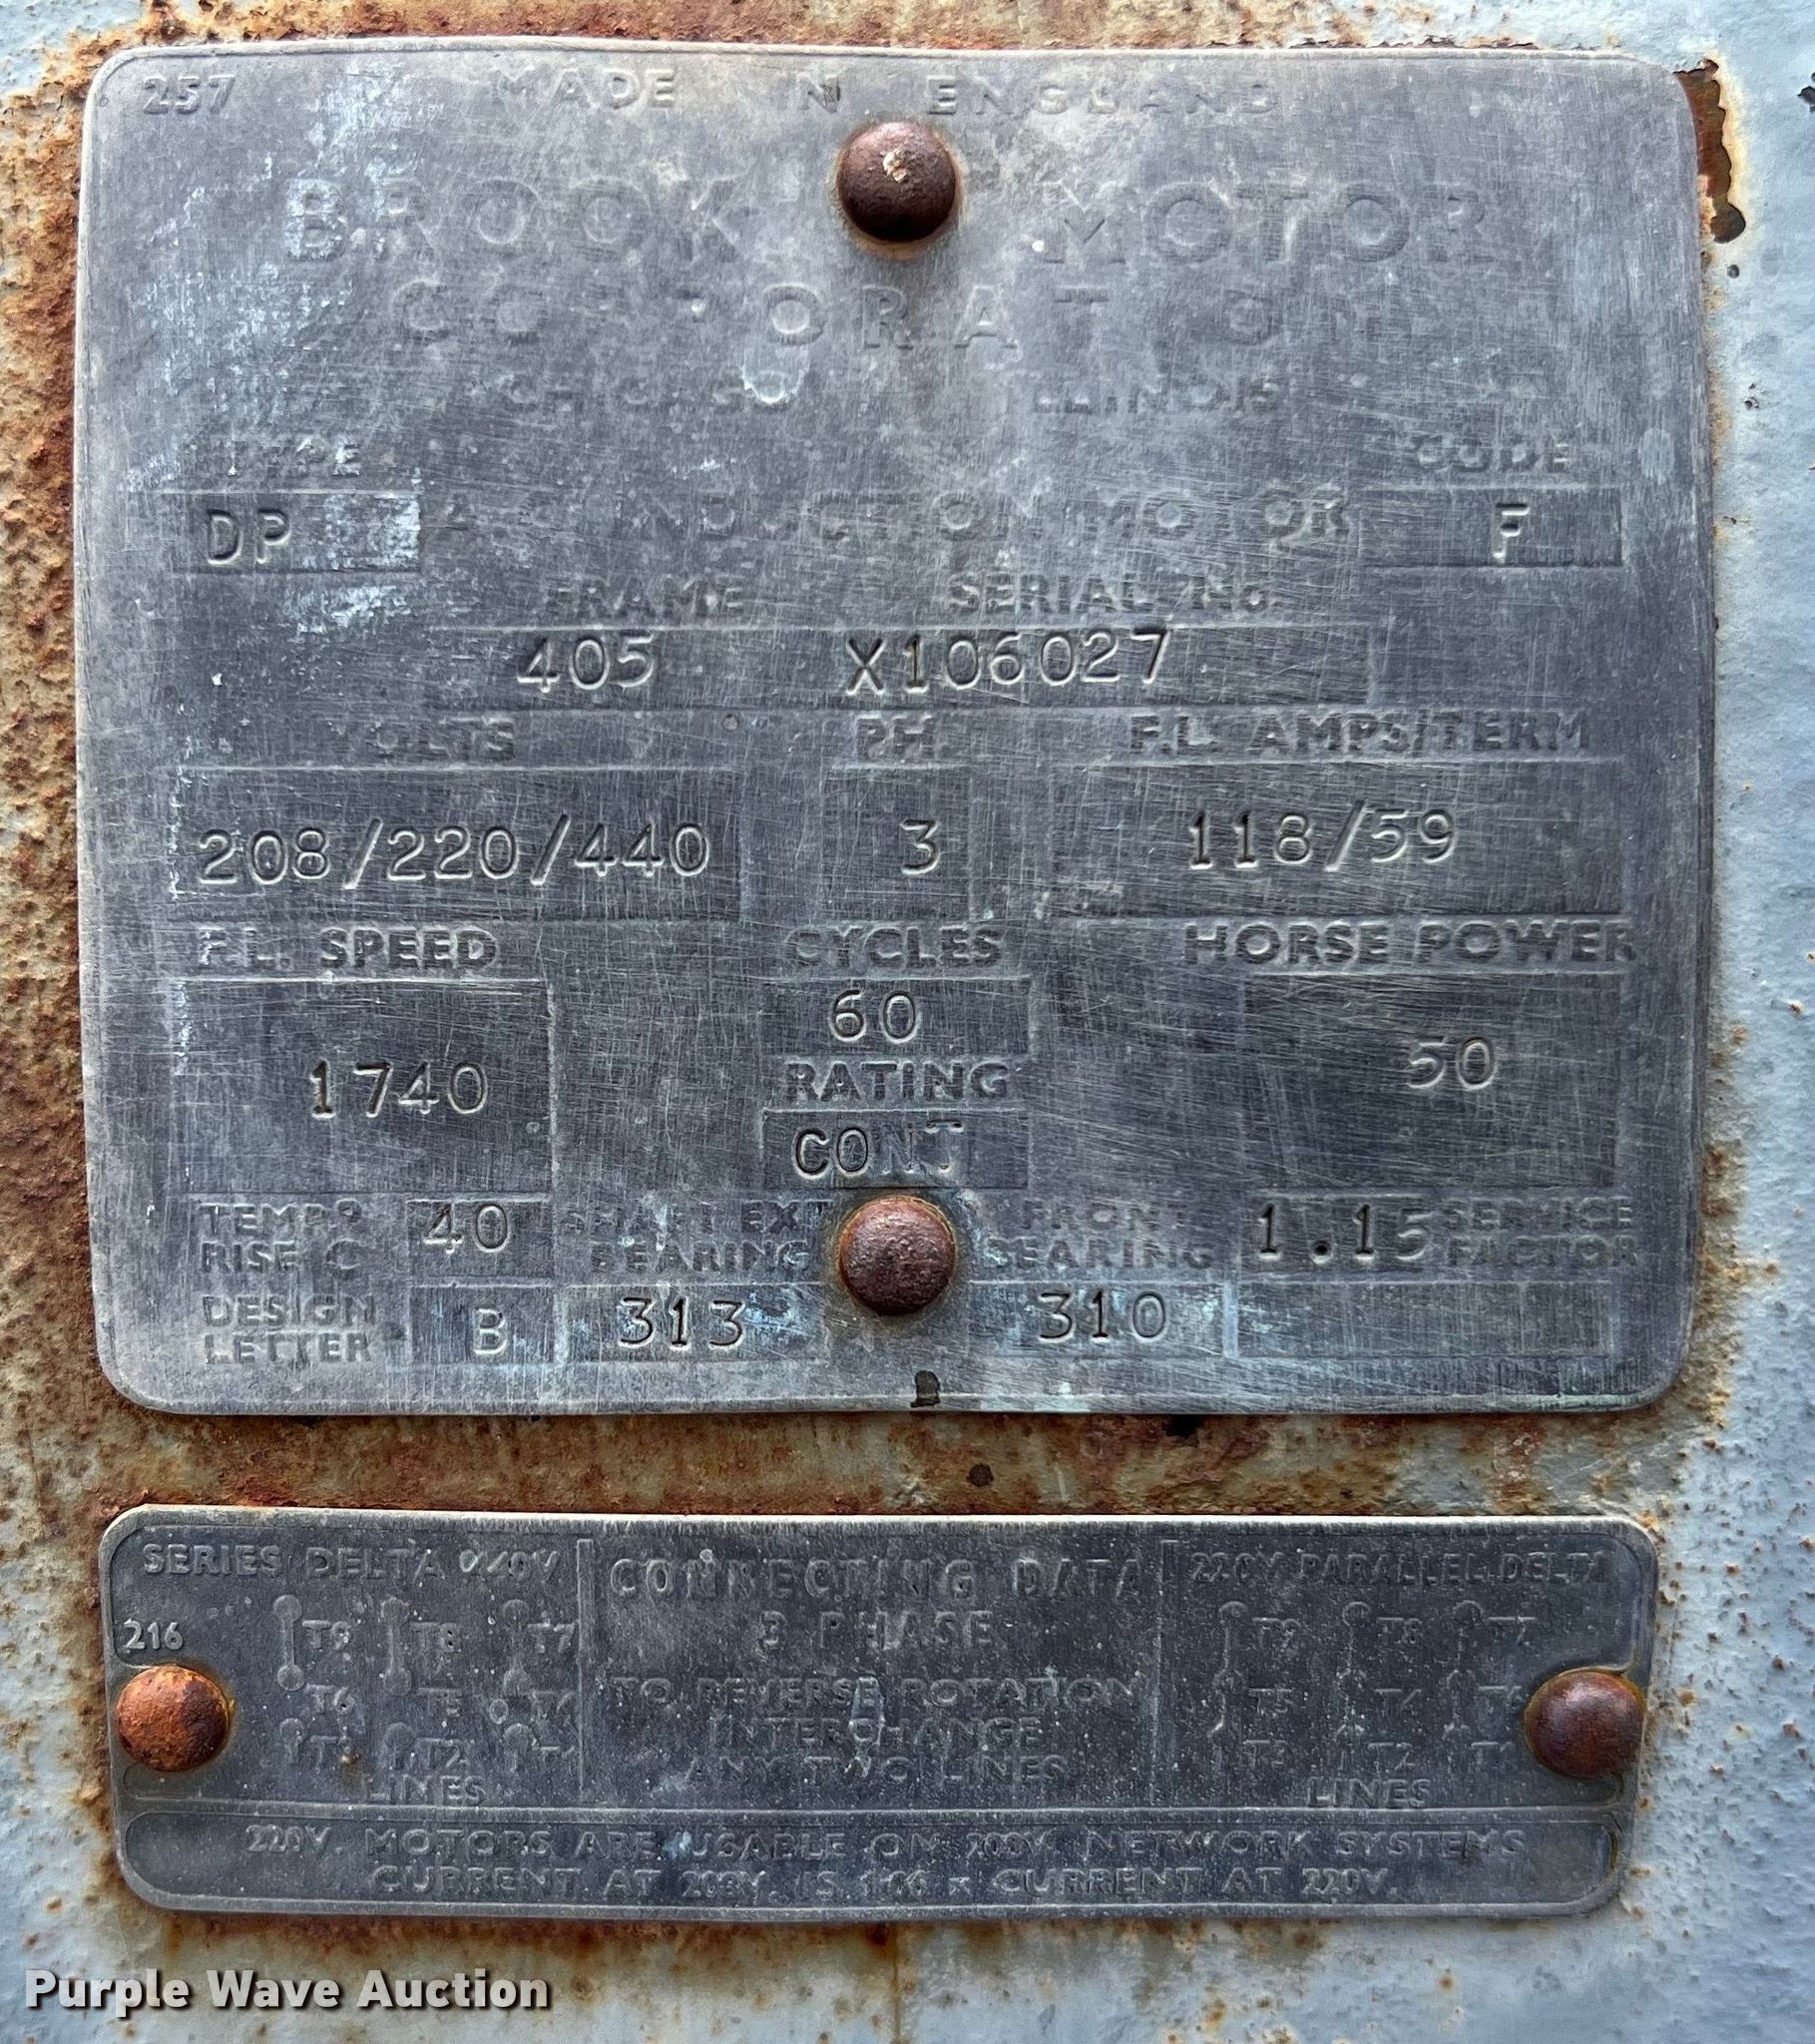 257 MADE IN ENGLAND
BROOK MOTOR
CORPORATION
CHICAGO ILLINOIS
TYPE CODE
DP A.C. INDUCTION MOTOR F
FRAME SERIAL No.
405 X106027
VOLTS PH. F.L. AMPS/TERM
208/220/440 3 118/59
F.L. SPEED CYCLES HORSE POWER
1740 60 50
RATING
CONT
TEMP. RISE °C 40 SHAFT EXT BEARING FRONT BEARING 1.15 SERVICE FACTOR
DESIGN LETTER B 313 310
SERIES DELTA 440V CONNECTING DATA 220V PARALLEL DELTA
216 T9 T8 T7 3 PHASE T9 T8 T7
T6 T5 T4 TO REVERSE ROTATION T5 T4 T6
T3 T2 T1 INTERCHANGE T3 T2 T1
LINES ANY TWO LINES LINES
220V. MOTORS ARE USABLE ON 208V. NETWORK SYSTEMS
CURRENT AT 208V. IS 1·06 x CURRENT AT 220V.
Purple Wave Auction